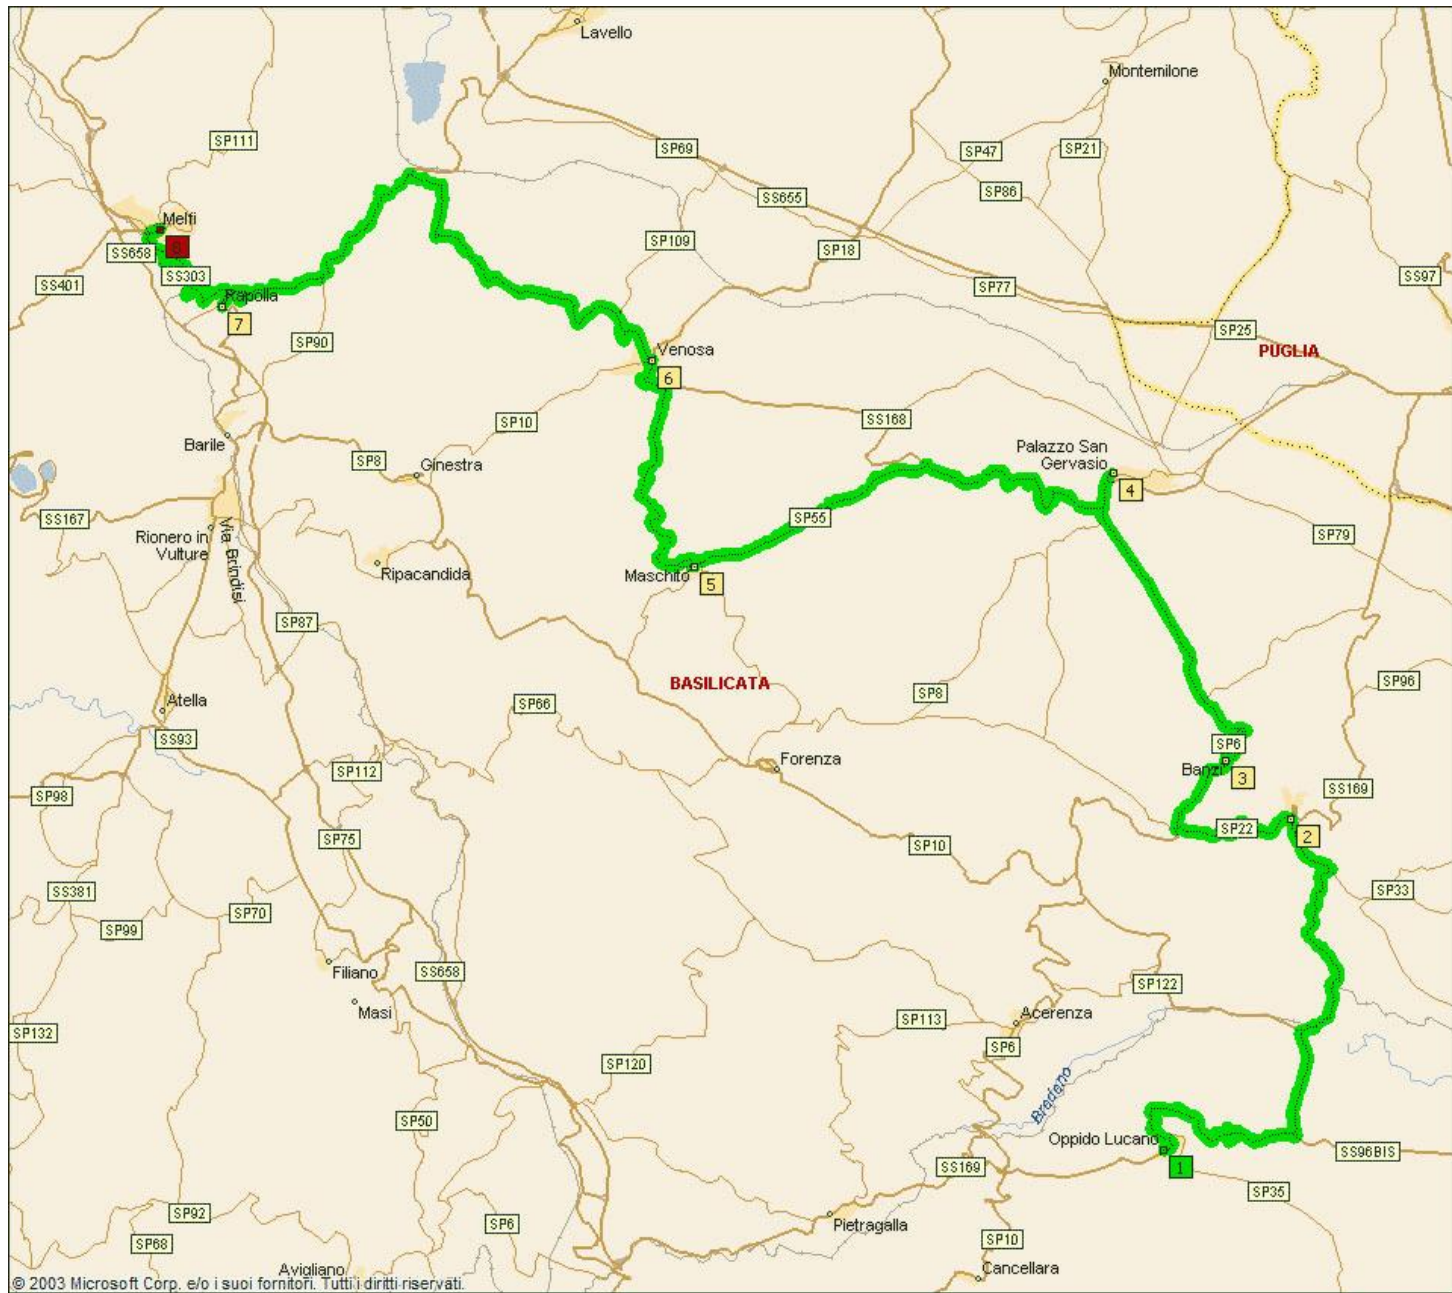 Lavello
Montemilone
SP111
SP69
SP47
SP21
SP86
SS655
Melfi
SS658
8
SP109
SP18
SS303
SS401
SS97
Rapolla
SP77
7
SP25
SP90
Venosa
PUGLIA
6
SP10
SS168
Barile
SP8
Ginestra
Palazzo San
Gervasio
4
SS167
SP55
Rionero in
Vulture
Via Brindisi
SP79
Ripacandida
Maschito
5
SP87
BASILICATA
SP8
SP96
Atella
SP66
SS93
SP6
Forenza
SP112
Banzi
3
SP98
SS169
SP22
2
SP75
SP10
SS381
SP33
SP70
SP99
Filiano
SS658
SP122
Masi
Acerenza
SP113
SP132
SP6
SP120
Bradano
SP50
Oppido Lucano
SS96BIS
SS169
1
SP35
SP92
SP6
Pietragalla
SP68
SP10
Avigliano
Cancellara
© 2003 Microsoft Corp. e/o i suoi fornitori. Tutti i diritti riservati.